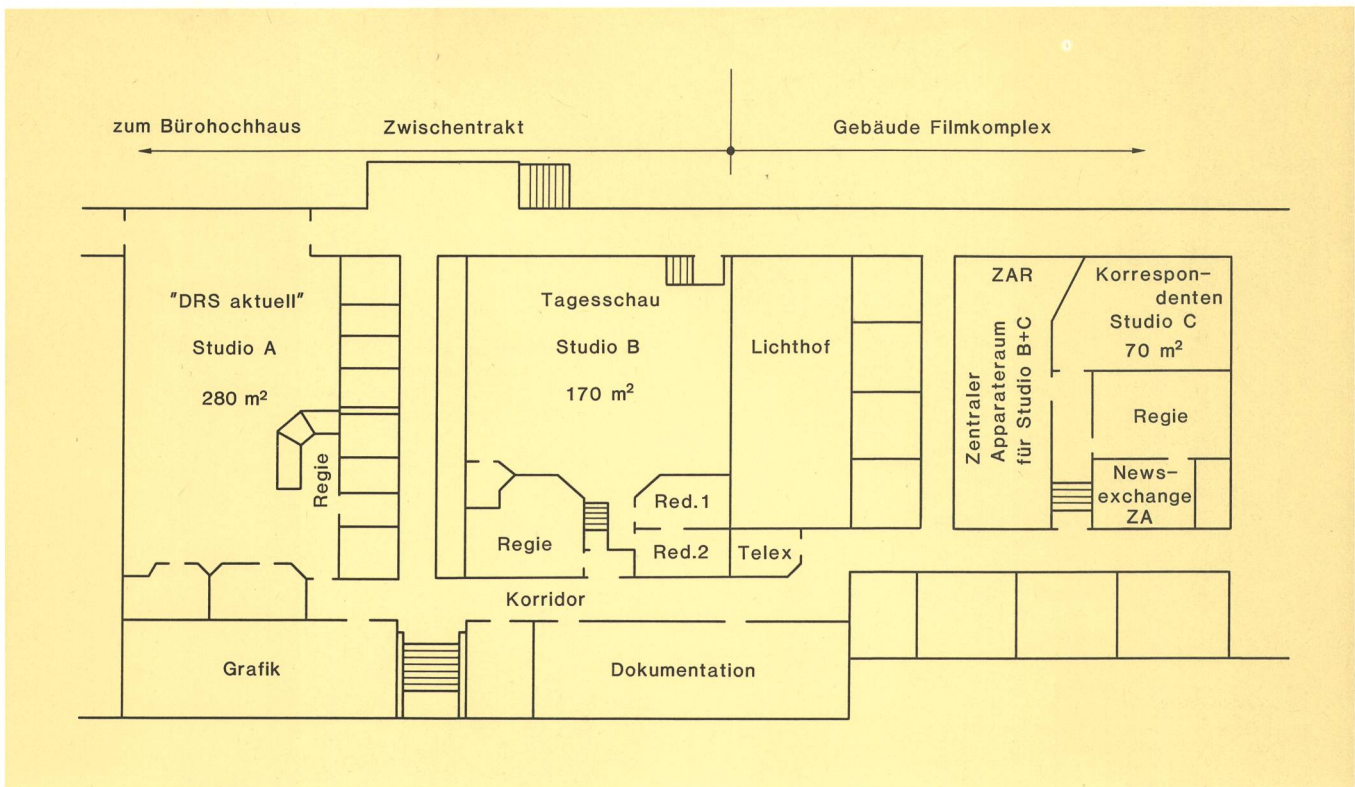 zum Bürohochhaus
Zwischentrakt
Gebäude Filmkomplex
"DRS aktuell"
Studio A
280 m²
Regie
Tagesschau
Studio B
170 m²
Regie
Red.1
Red.2
Telex
Lichthof
ZAR
Zentraler
Apparateraum
für Studio B+C
Korrespon-
denten
Studio C
70 m²
Regie
News-
exchange
ZA
Korridor
Grafik
Dokumentation